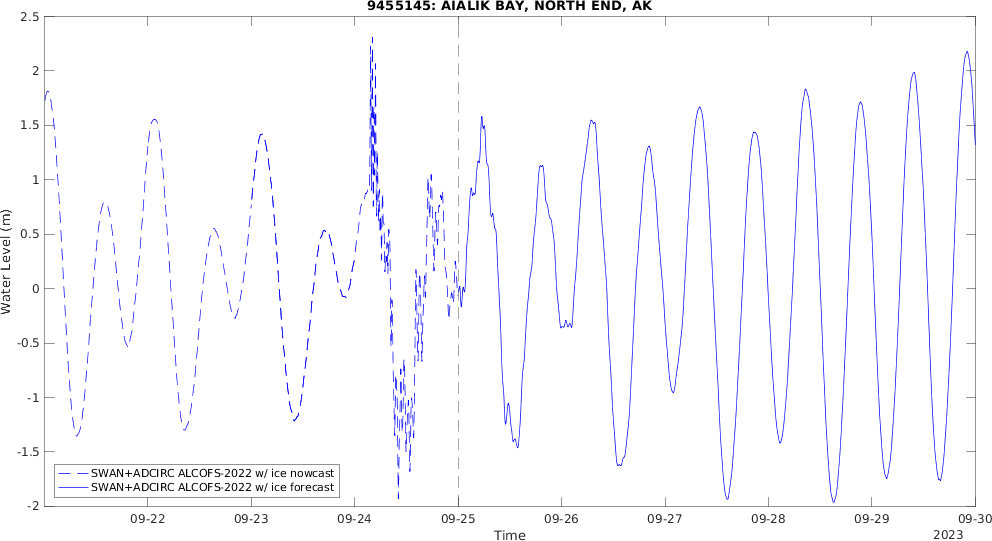 9455145: AIALIK BAY, NORTH END, AK
2.5
2
1.5
1
0.5
0
-0.5
-1
-1.5
-2
Water Level (m)
SWAN+ADCIRC ALCOFS-2022 w/ ice nowcast
SWAN+ADCIRC ALCOFS-2022 w/ ice forecast
09-22 09-23 09-24 09-25 09-26 09-27 09-28 09-29 09-30
Time
2023